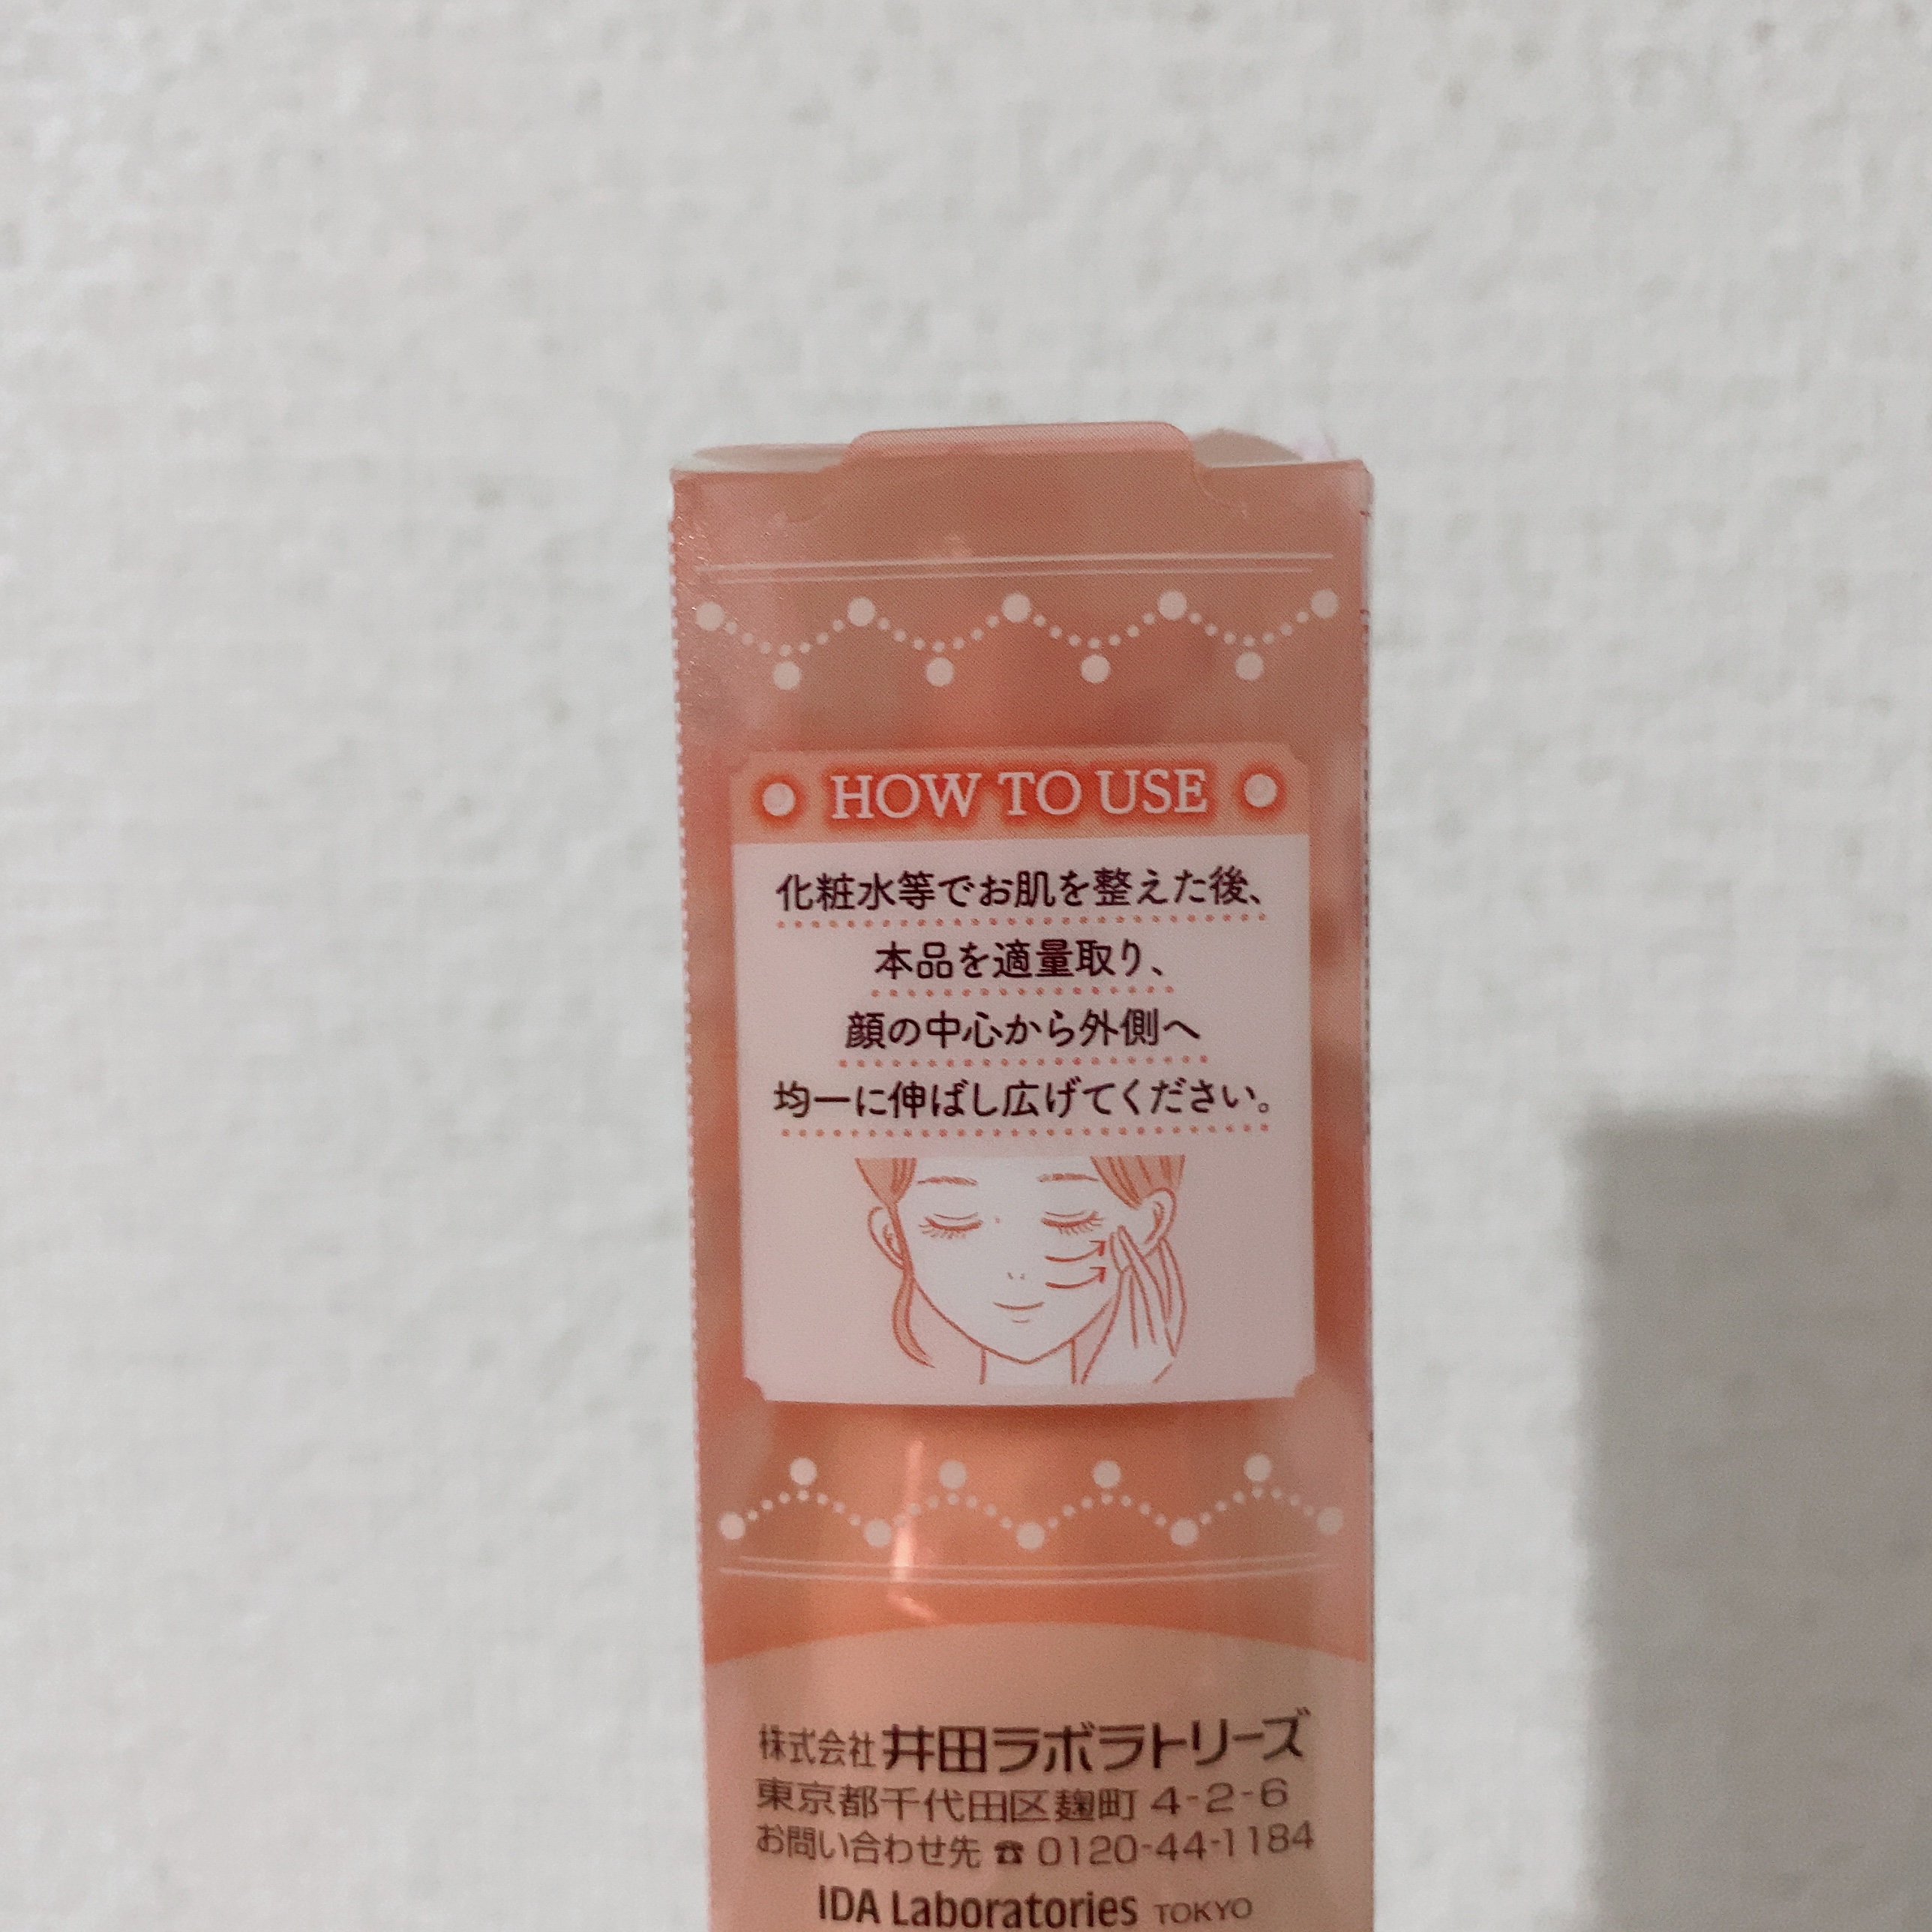 HOW TO USE
化粧水等でお肌を整えた後、
本品を適量取り、
顔の中心から外側へ
均一に伸ばし広げてください。
株式会社 井田ラボラトリーズ
東京都千代田区麹町 4-2-6
お問い合わせ先 ☎ 0120-44-1184
IDA Laboratories TOKYO